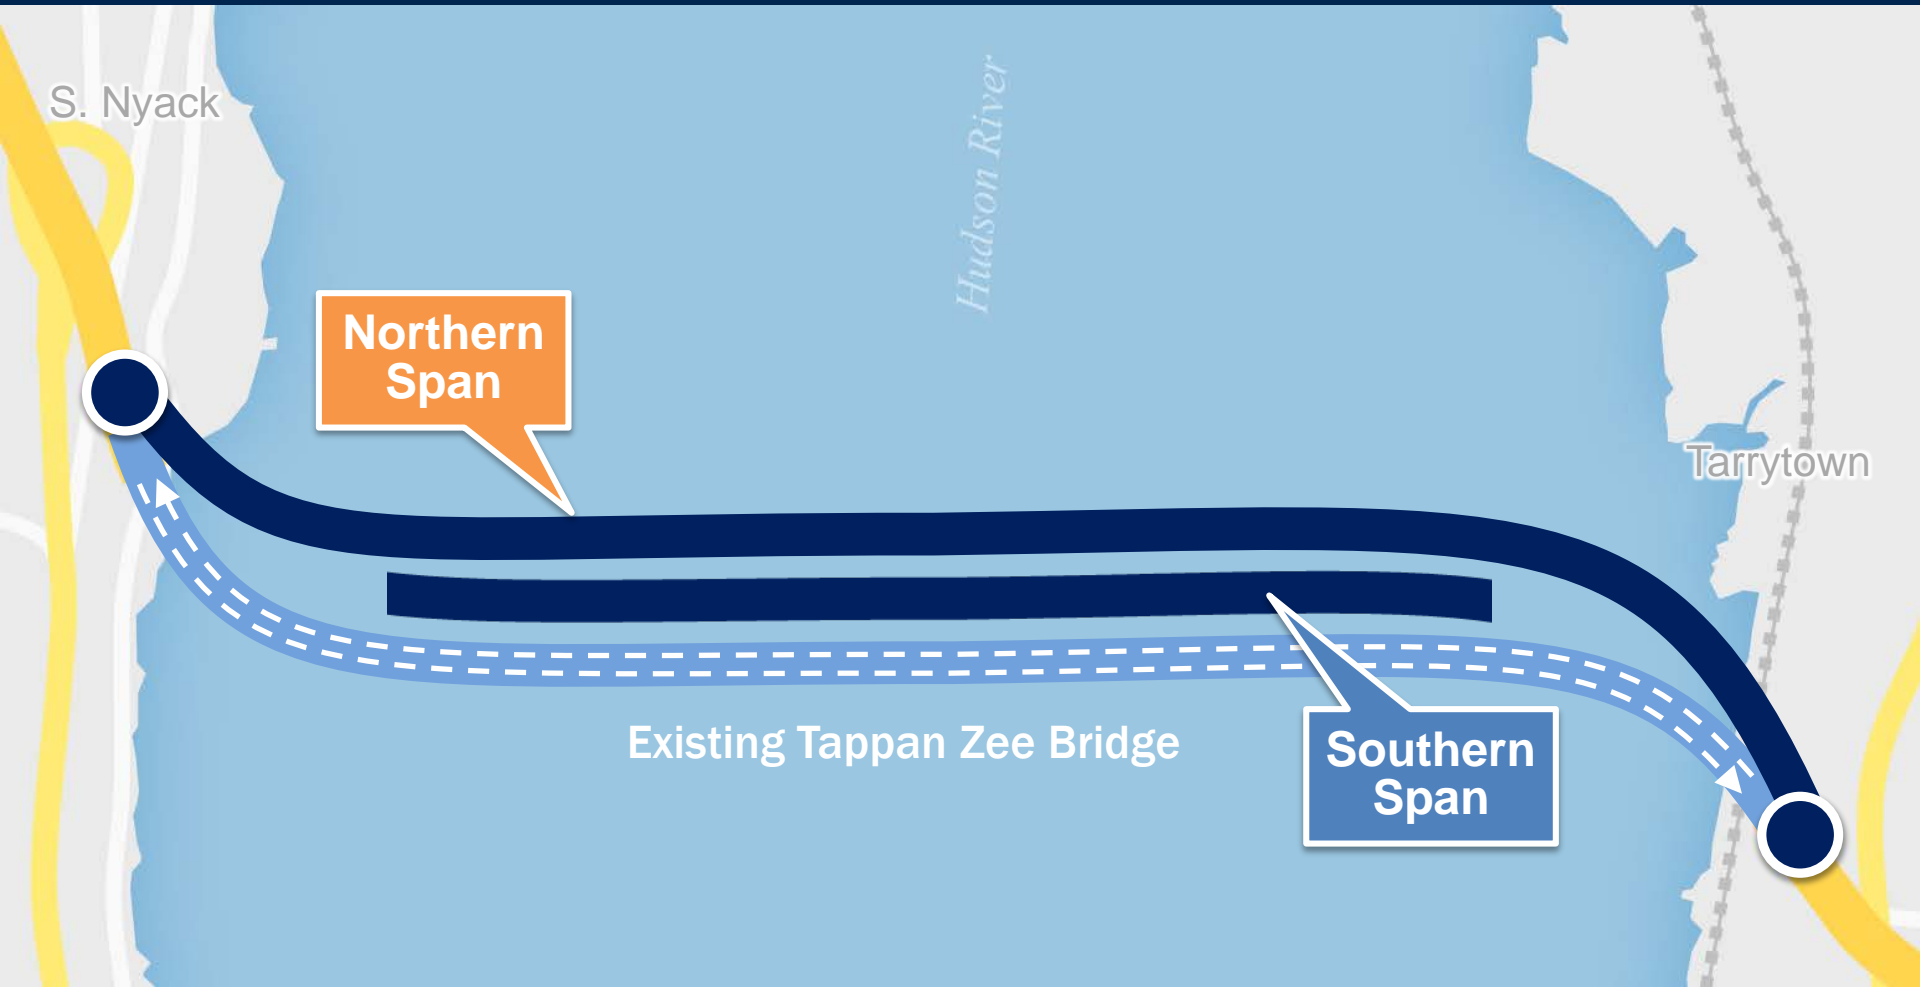 S. Nyack
Hudson River
Northern
Span
Tarrytown
Existing Tappan Zee Bridge
Southern
Span